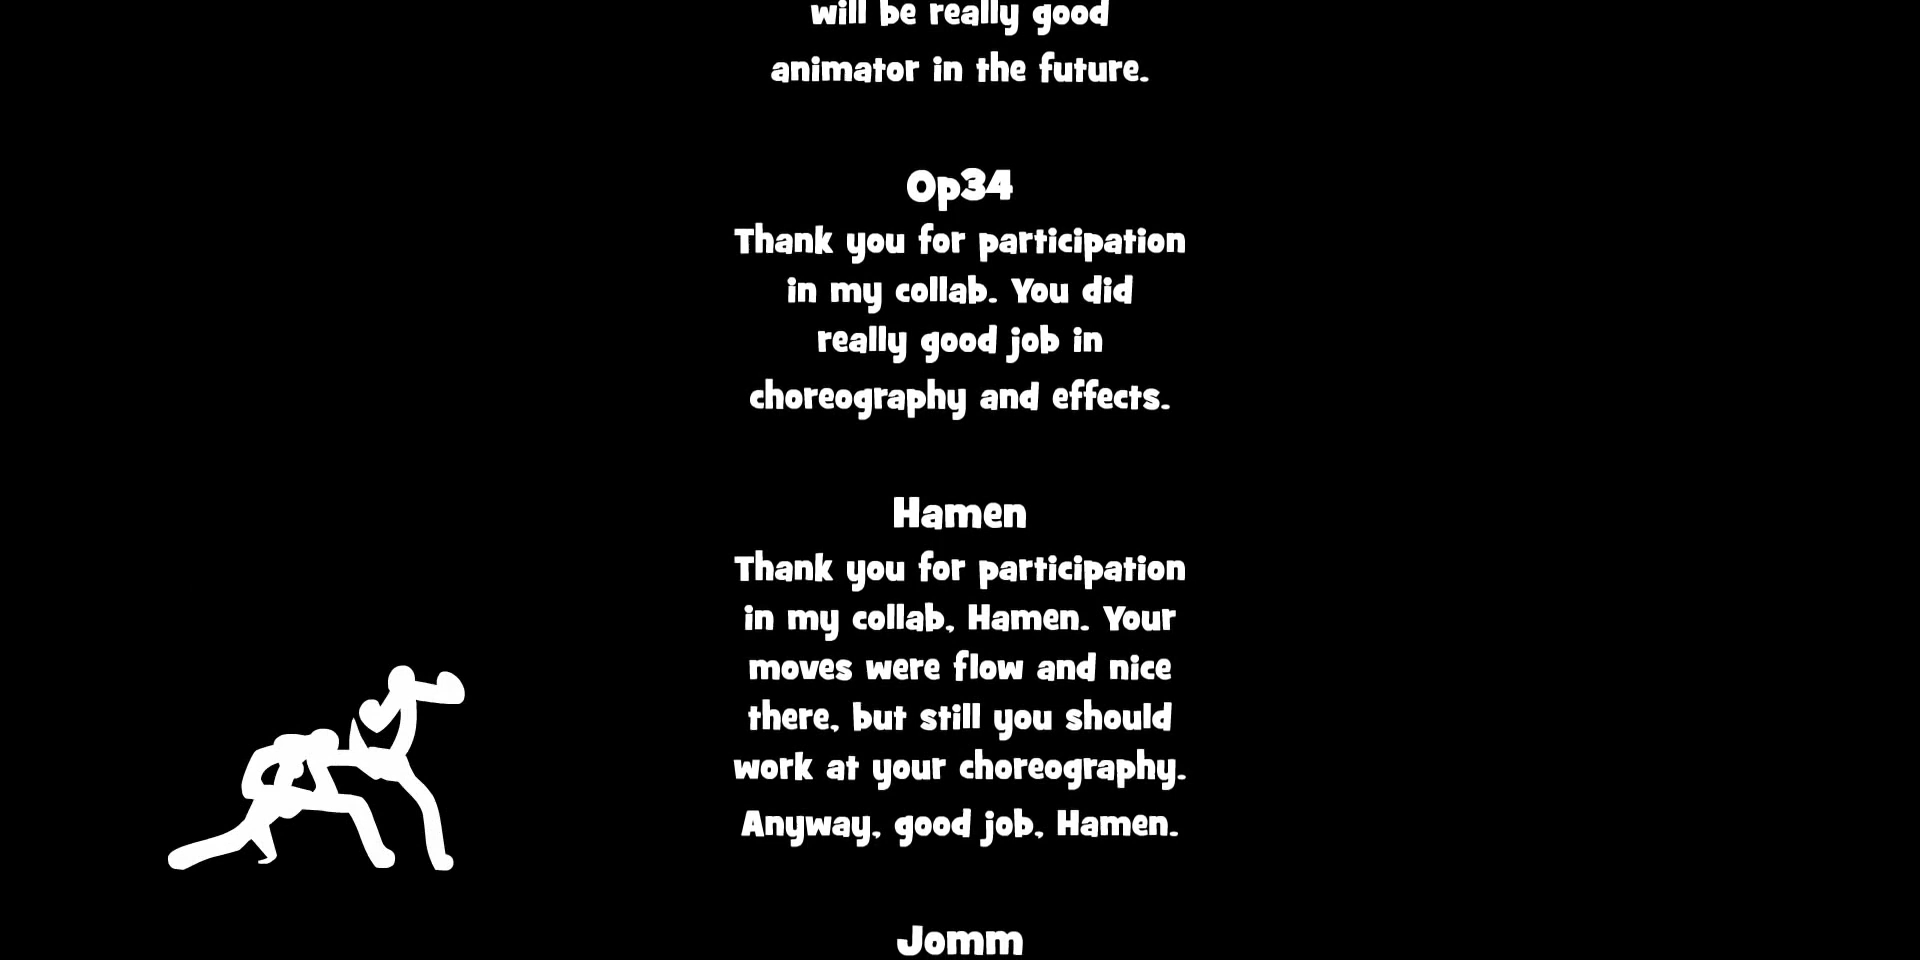 will be really good
animator in the future.
Op34
Thank you for participation
in my collab. You did
really good job in
choreography and effects.
Hamen
Thank you for participation
in my collab, Hamen. Your
moves were flow and nice
there, but still you should
work at your choreography.
Anyway, good job, Hamen.
Jomm